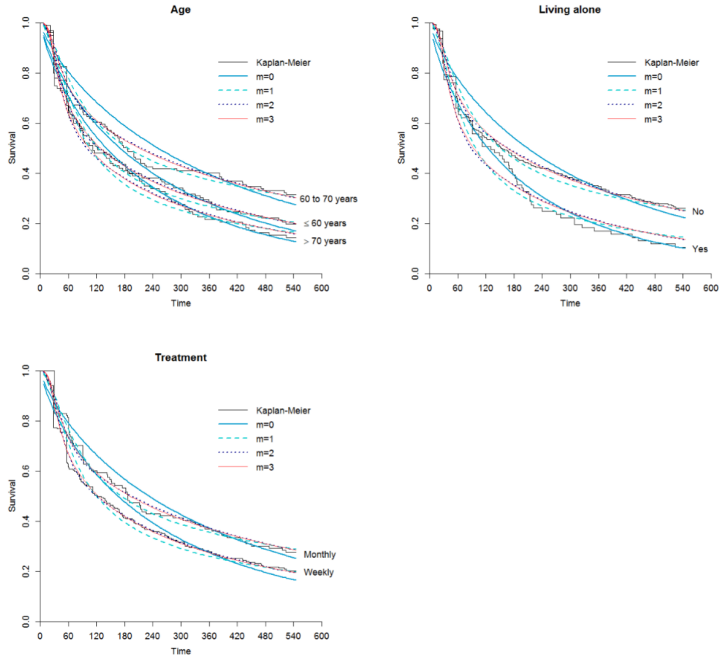 Age
Survival
0.0 0.2 0.4 0.6 0.8 1.0
Kaplan-Meier
m=0
m=1
m=2
m=3
60 to 70 years
≤ 60 years
> 70 years
0 60 120 180 240 300 360 420 480 540 600
Time
Living alone
Survival
0.0 0.2 0.4 0.6 0.8 1.0
Kaplan-Meier
m=0
m=1
m=2
m=3
No
Yes
0 60 120 180 240 300 360 420 480 540 600
Time
Treatment
Survival
0.0 0.2 0.4 0.6 0.8 1.0
Kaplan-Meier
m=0
m=1
m=2
m=3
Monthly
Weekly
0 60 120 180 240 300 360 420 480 540 600
Time